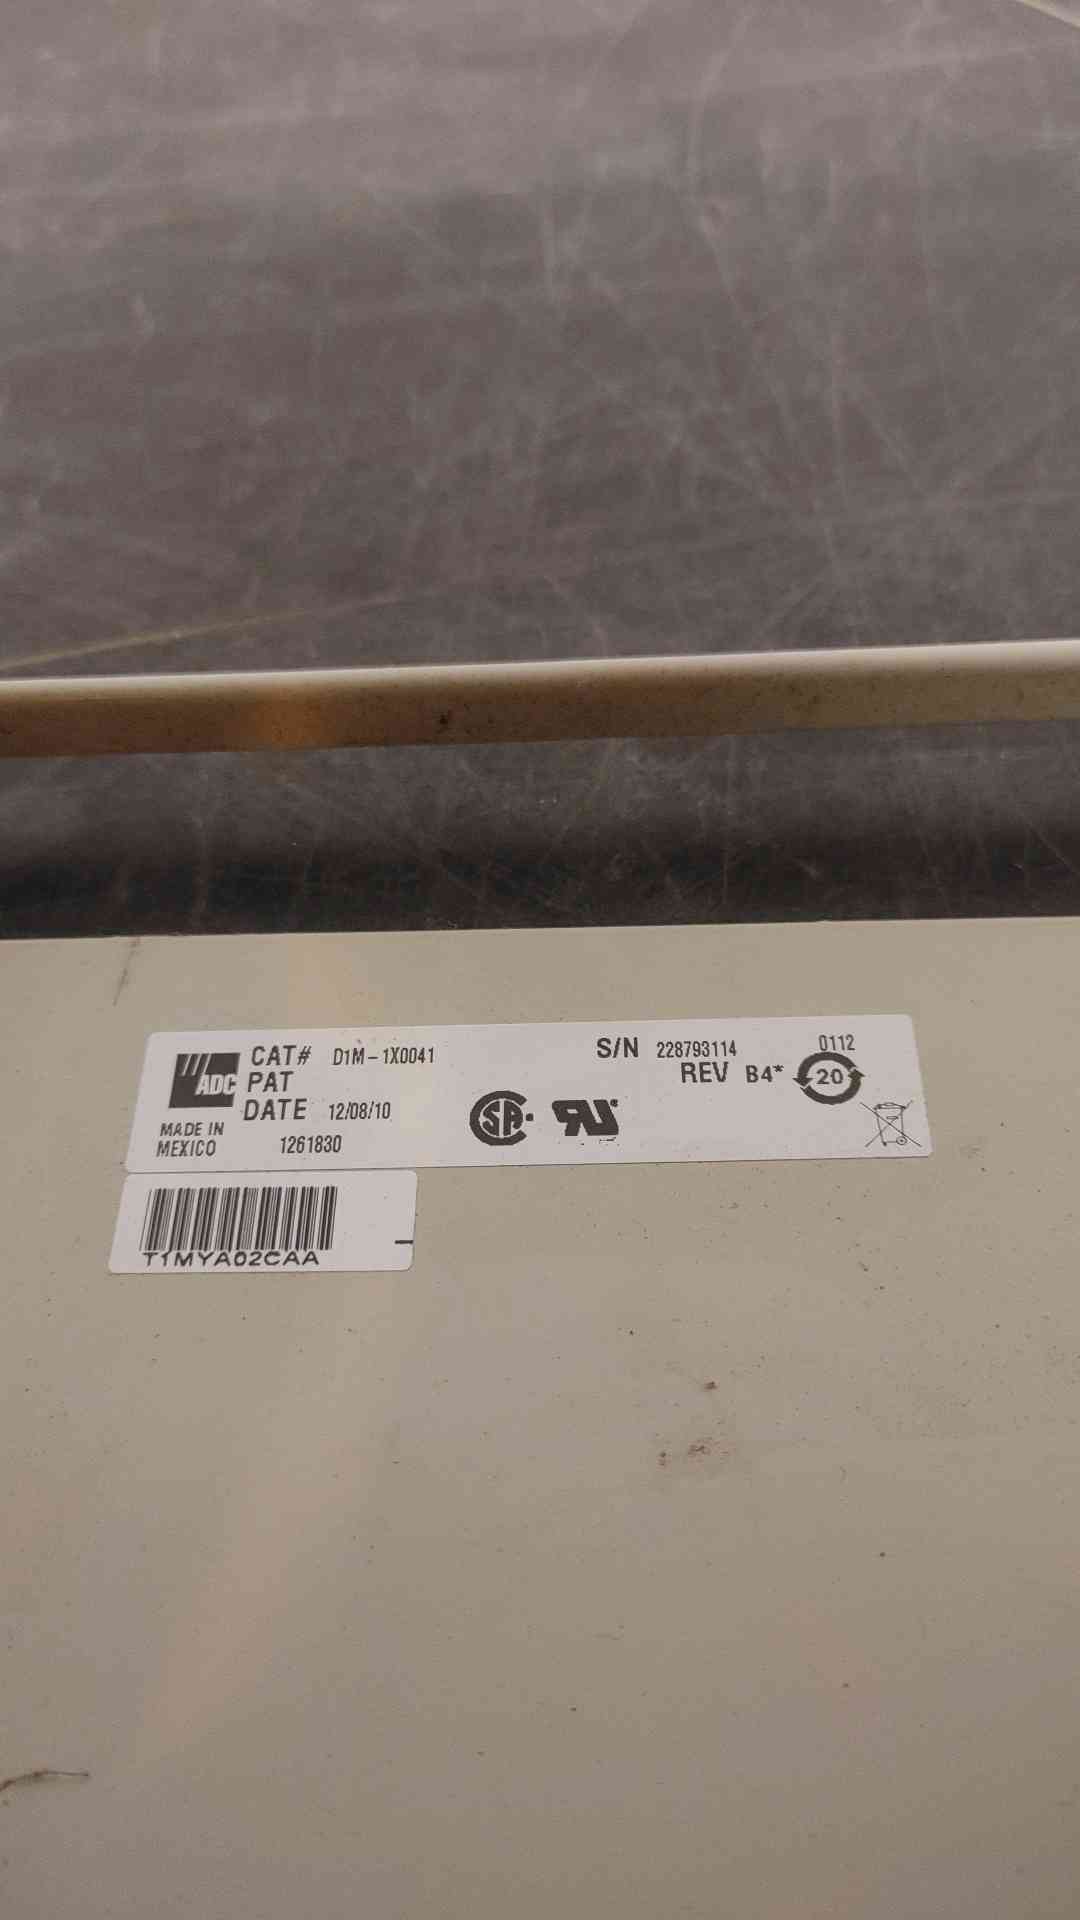 ADC
CAT# D1M-1X0041
PAT
DATE 12/08/10
MADE IN
MEXICO 1261830
S/N 228793114 0112
REV B4* 20
T1MYA02CAA